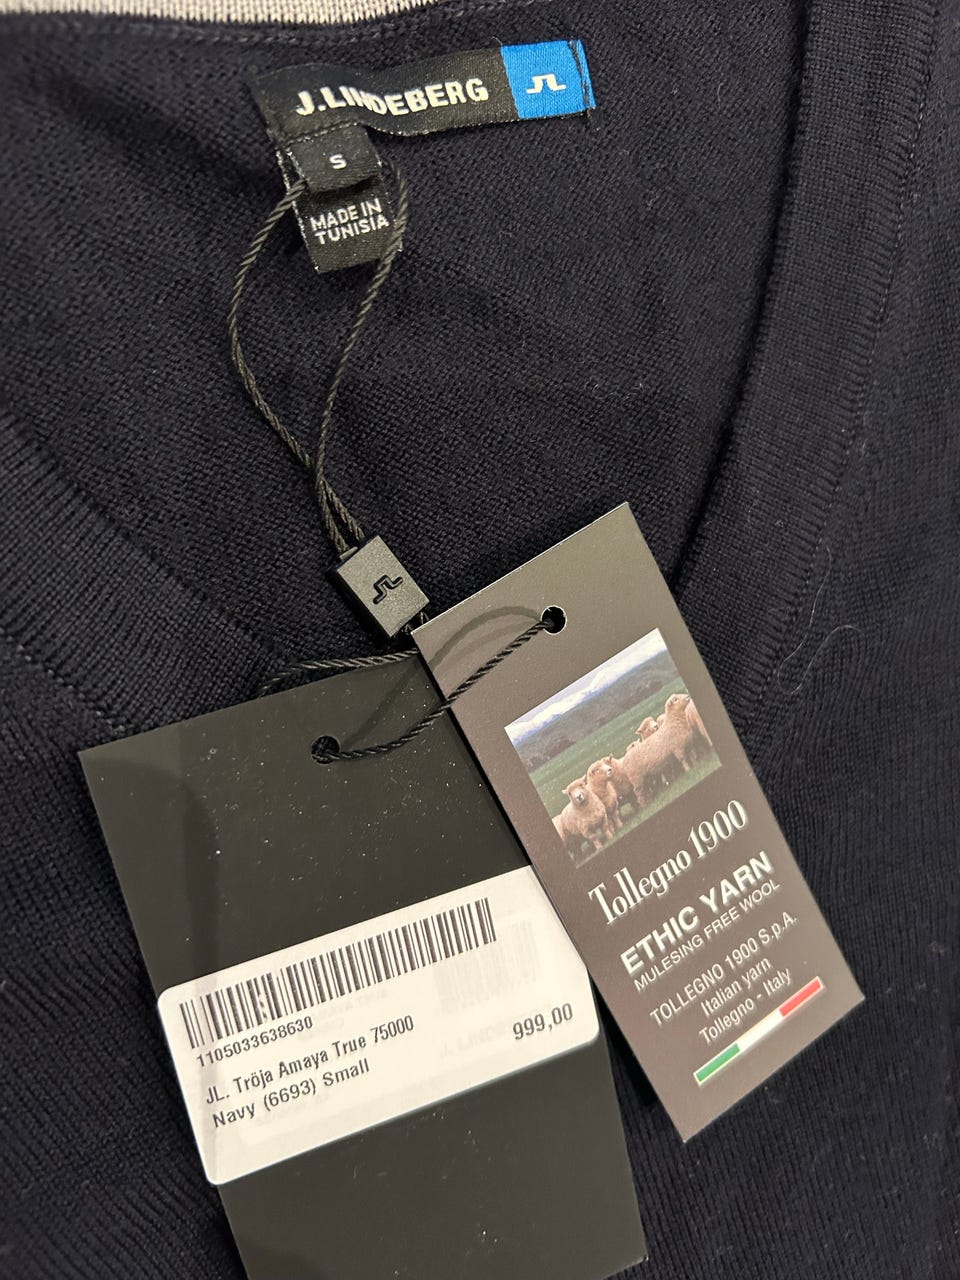 J.LINDEBERG
S
MADE IN
TUNISIA
Tollegno 1900
ETHIC YARN
MULESING FREE WOOL
TOLLEGNO 1900 S.p.A.
Italian yarn
Tollegno - Italy
1105033638630
JL. Tröja Amaya True 75000
Navy (6693) Small
999,00